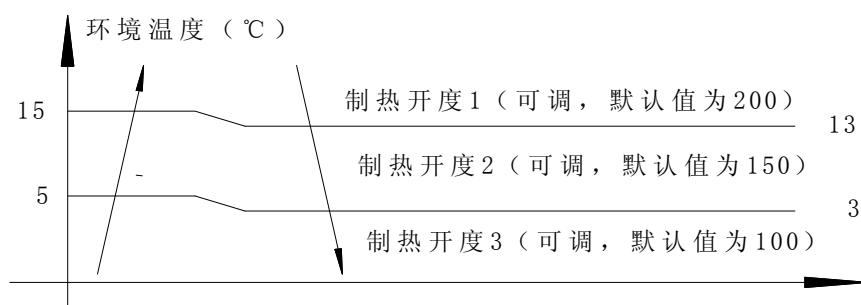 环境温度（℃）
制热开度1（可调，默认值为200）
15
13
制热开度2（可调，默认值为150）
5
3
制热开度3（可调，默认值为100）